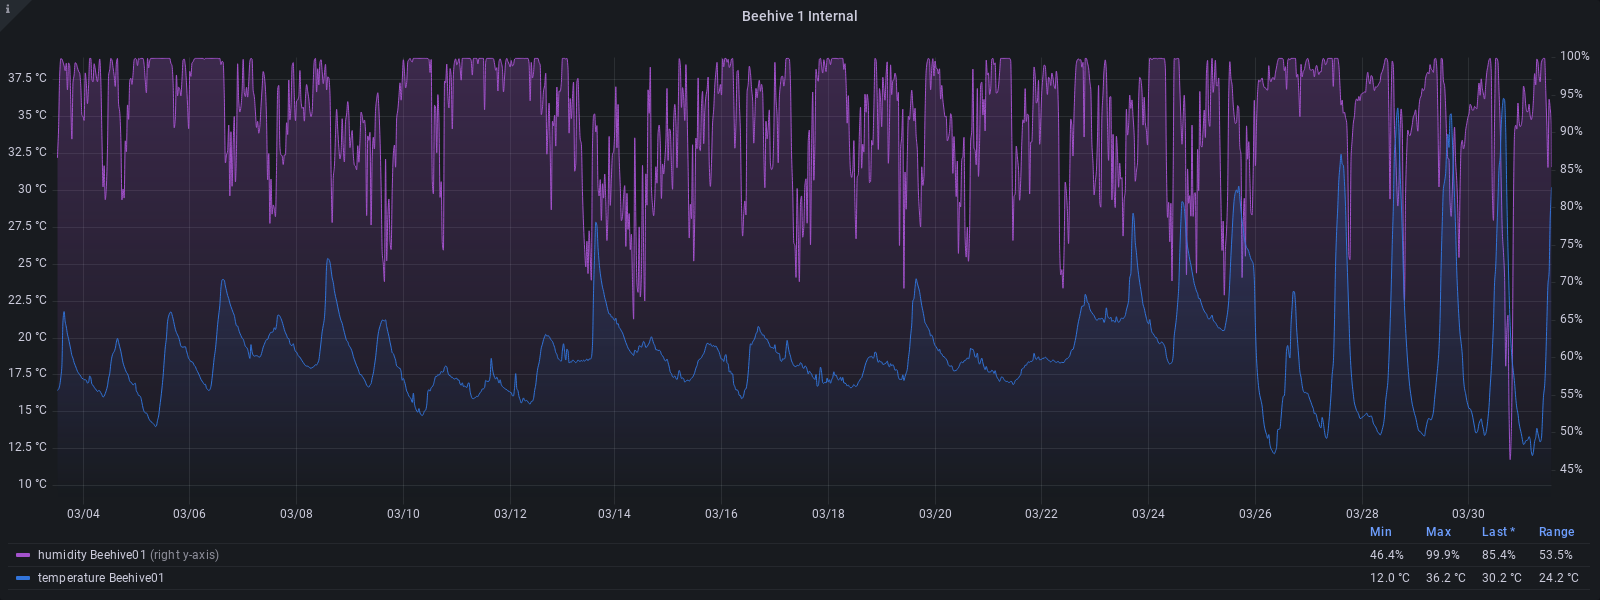 i
Beehive 1 Internal
37.5 °C
35 °C
32.5 °C
30 °C
27.5 °C
25 °C
22.5 °C
20 °C
17.5 °C
15 °C
12.5 °C
10 °C
100%
95%
90%
85%
80%
75%
70%
65%
60%
55%
50%
45%
03/04 03/06 03/08 03/10 03/12 03/14 03/16 03/18 03/20 03/22 03/24 03/26 03/28 03/30
Min Max Last * Range
humidity Beehive01 (right y-axis) 46.4% 99.9% 85.4% 53.5%
temperature Beehive01 12.0 °C 36.2 °C 30.2 °C 24.2 °C